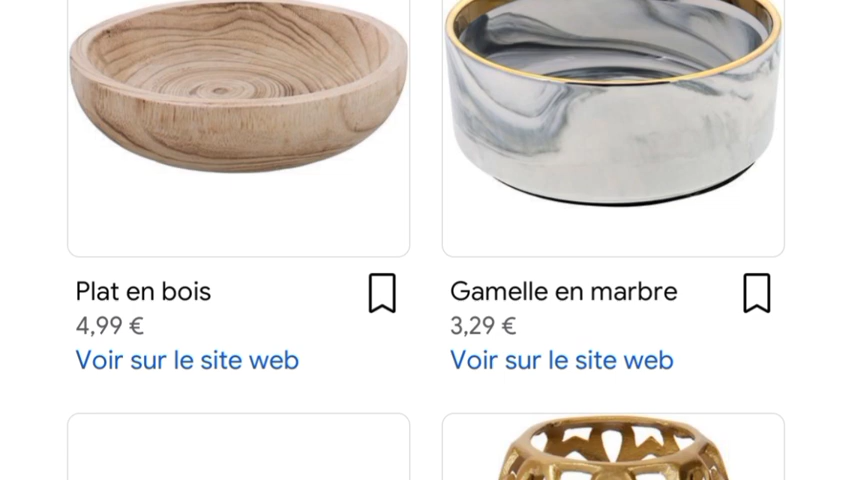 Plat en bois
4,99 €
Voir sur le site web
Gamelle en marbre
3,29 €
Voir sur le site web